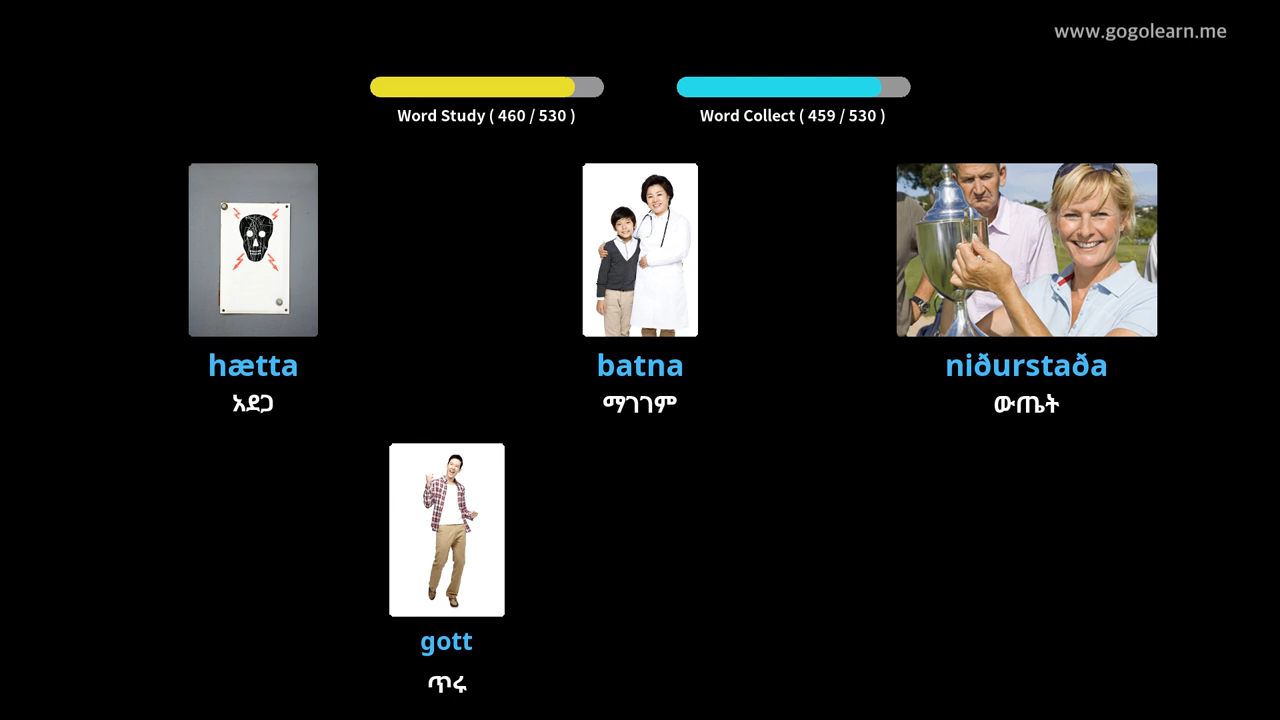 www.gogolearn.me
Word Study ( 460 / 530 )
Word Collect ( 459 / 530 )
hætta
አደጋ
batna
ማገገም
niðurstaða
ውጤት
gott
ጥሩ